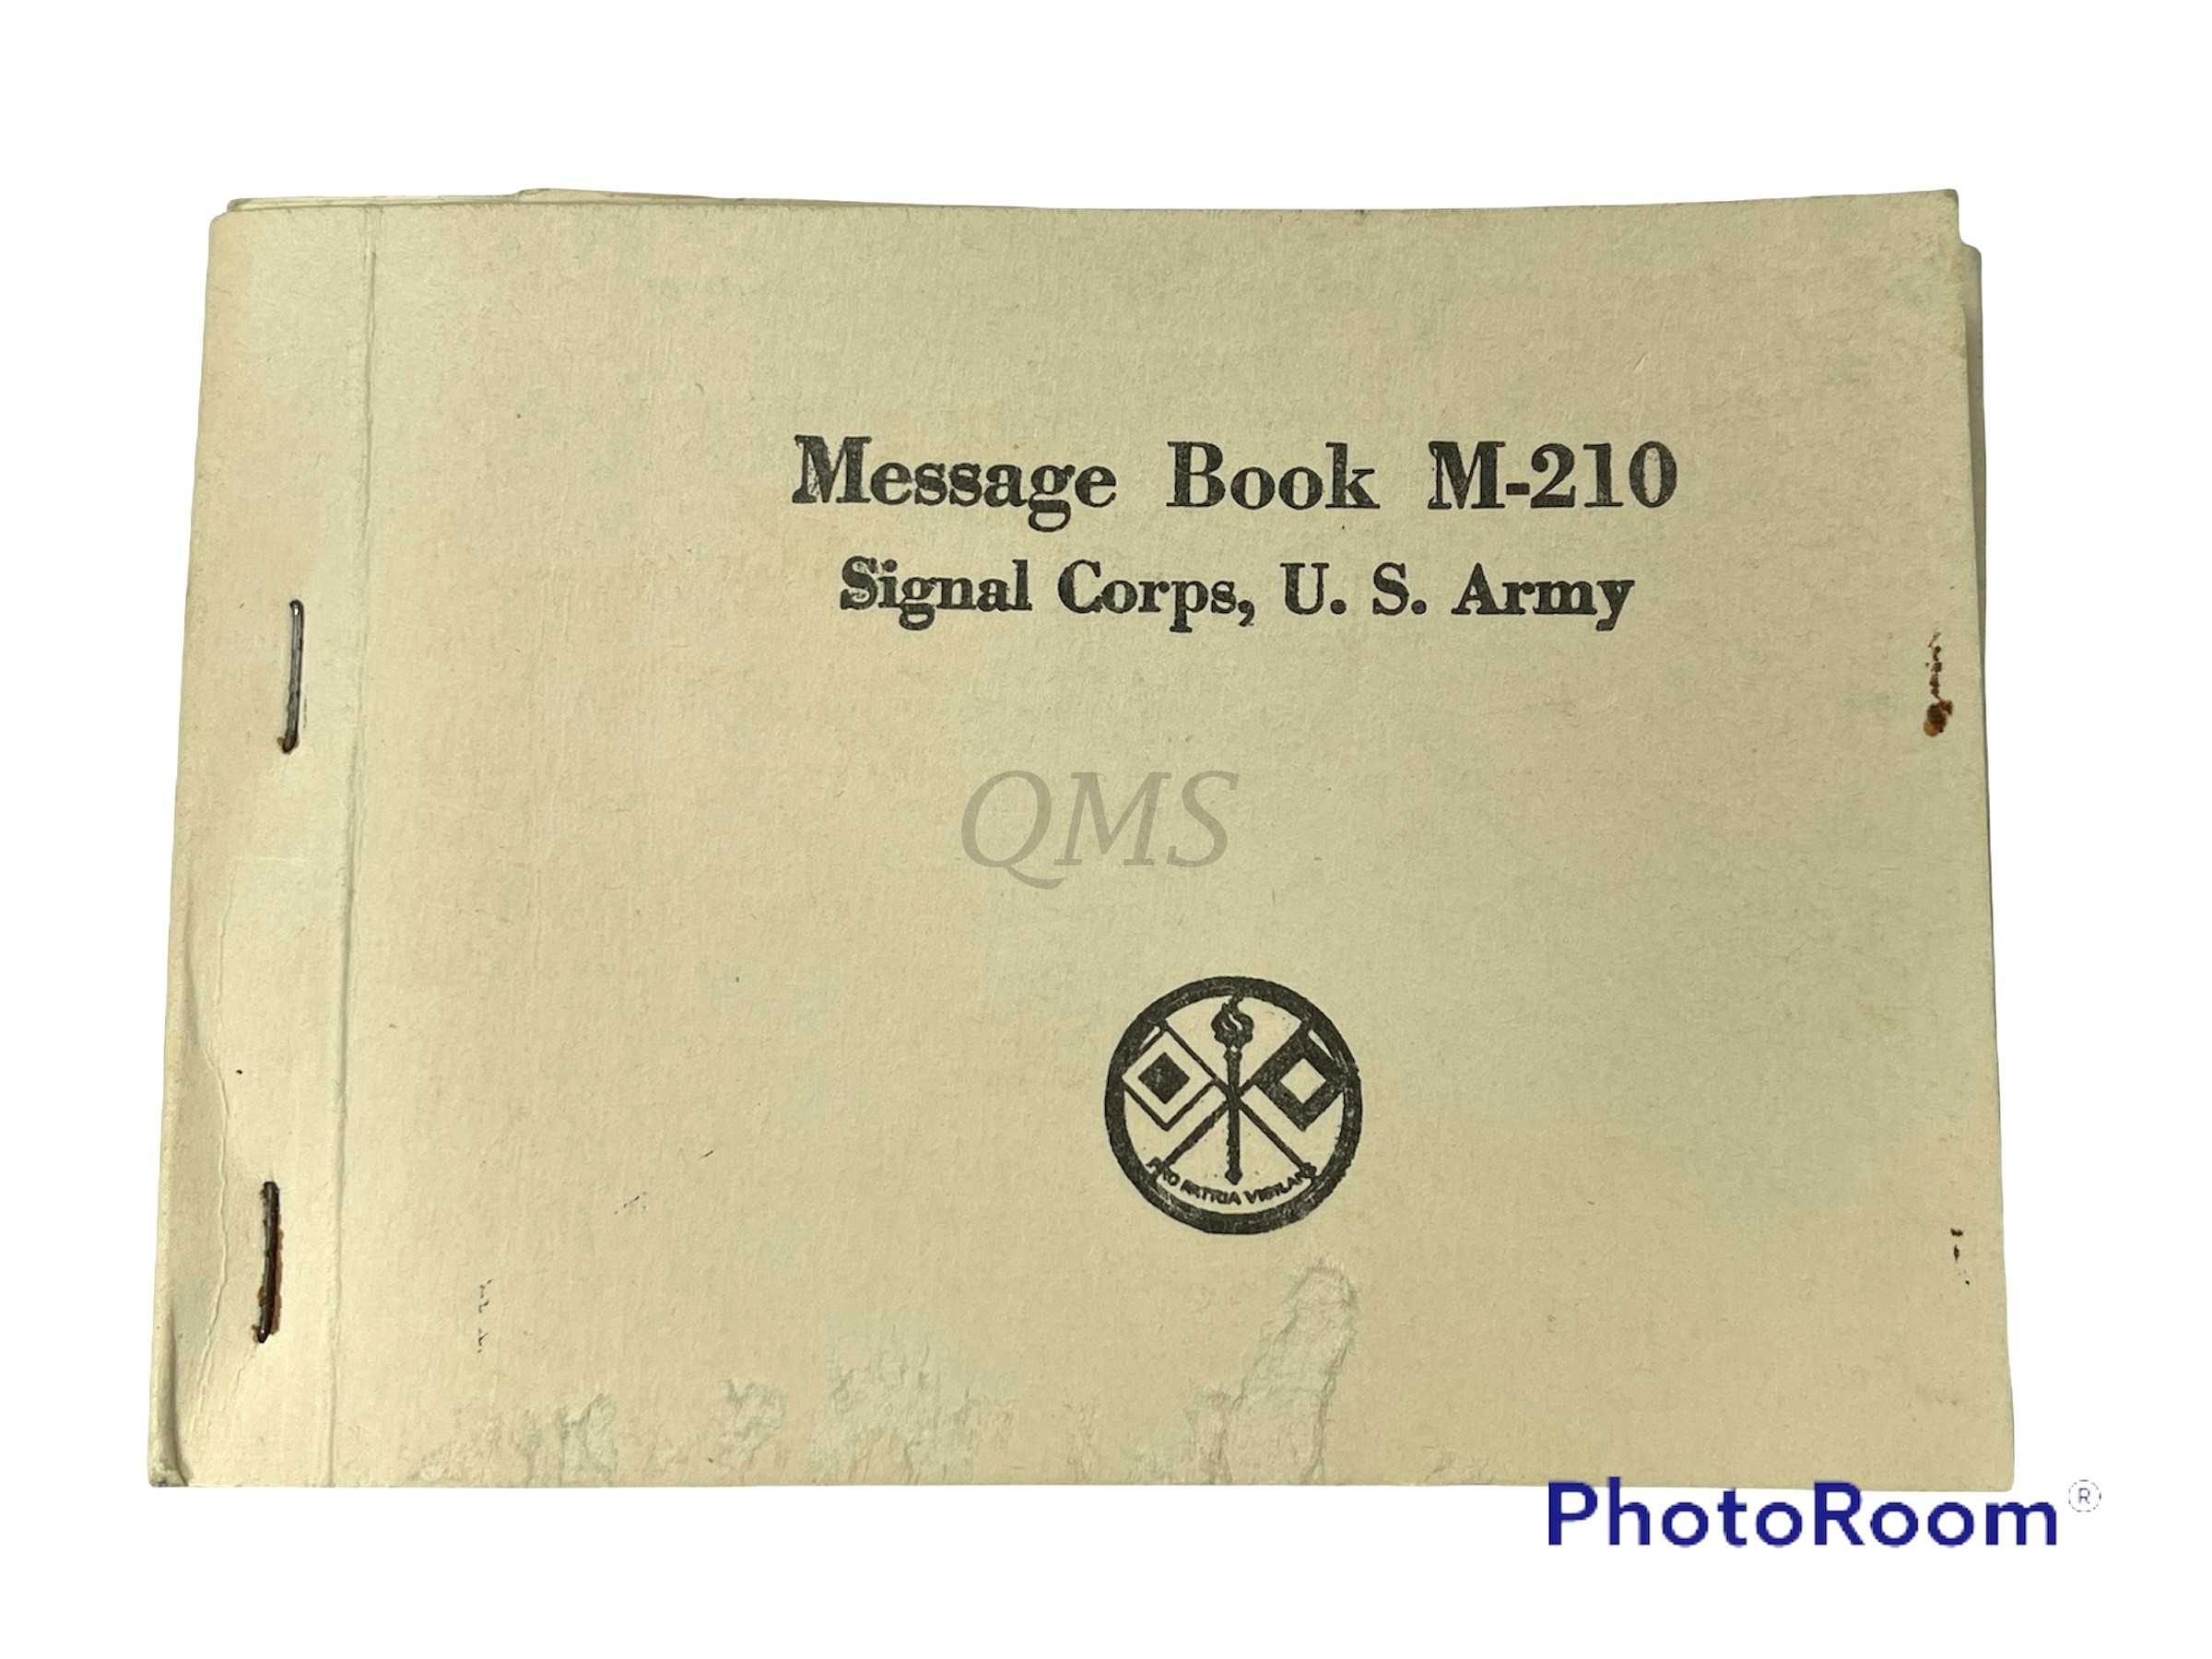 Message Book M-210
Signal Corps, U. S. Army
QMS
PRO PATRIA VIGILANS
PhotoRoom®